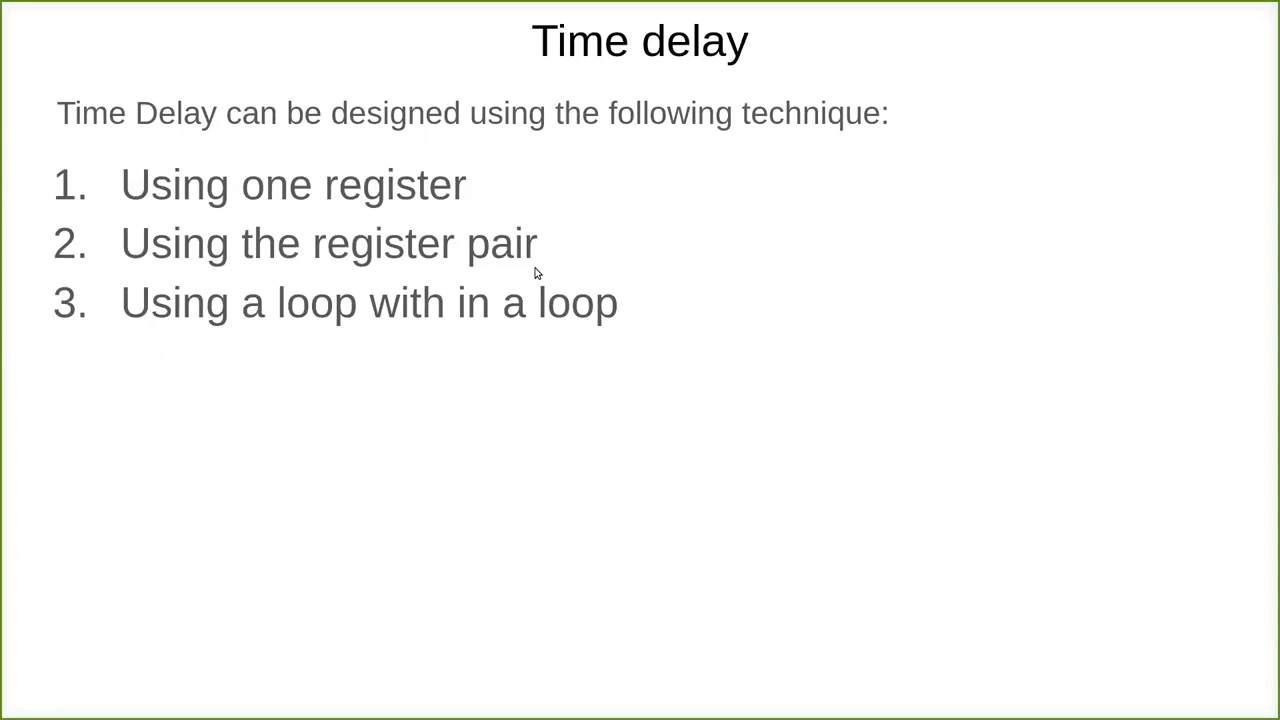 Time delay
Time Delay can be designed using the following technique:
1. Using one register
2. Using the register pair
3. Using a loop with in a loop